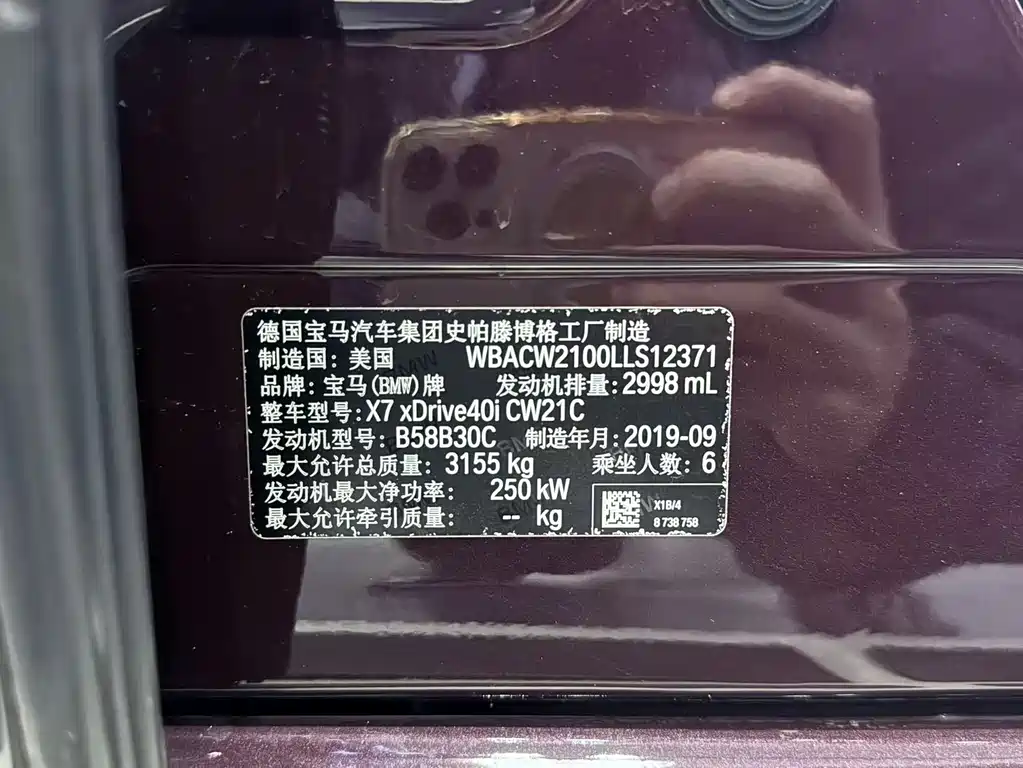 德国宝马汽车集团史帕滕博格工厂制造
制造国: 美国 WBACW2100LLS12371
品牌: 宝马(BMW)牌 发动机排量: 2998 mL
整车型号: X7 xDrive40i CW21C
发动机型号: B58B30C 制造年月: 2019-09
最大允许总质量: 3155 kg 乘坐人数: 6
发动机最大净功率: 250 kW
最大允许牵引质量: -- kg
X1B/4
8 738 758